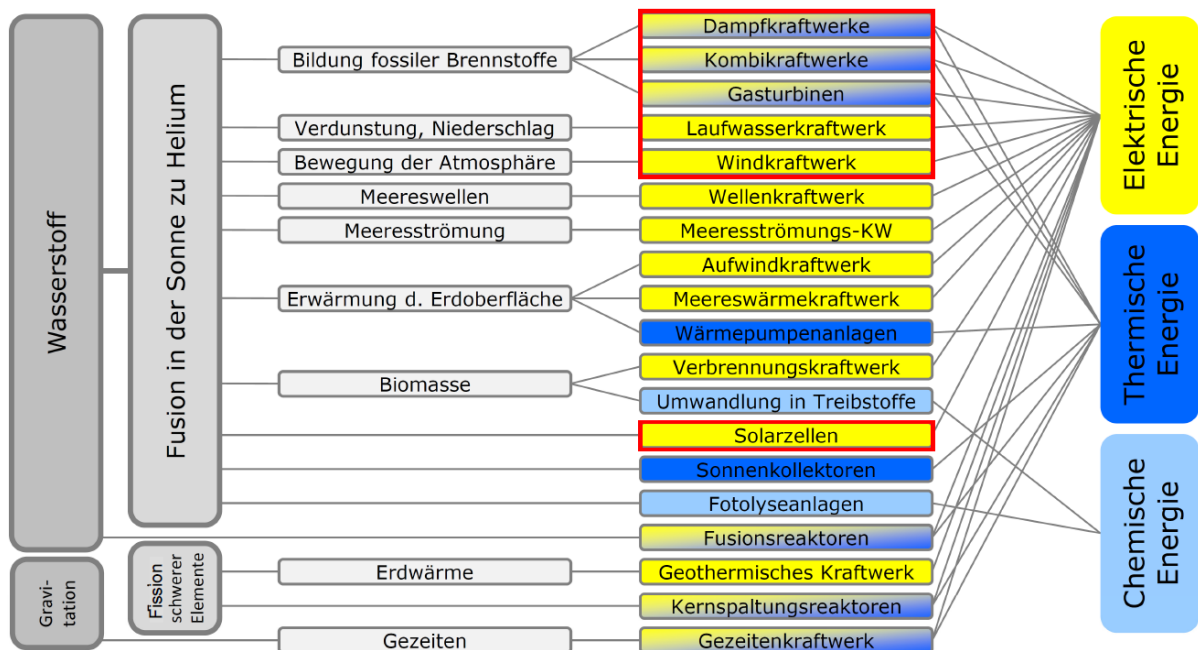 Wasserstoff
Gravi-
tation
Fusion in der Sonne zu Helium
Fission
schwerer
Elemente
Bildung fossiler Brennstoffe
Verdunstung, Niederschlag
Bewegung der Atmosphäre
Meereswellen
Meeresströmung
Erwärmung d. Erdoberfläche
Biomasse
Erdwärme
Gezeiten
Dampfkraftwerke
Kombikraftwerke
Gasturbinen
Laufwasserkraftwerk
Windkraftwerk
Wellenkraftwerk
Meeresströmungs-KW
Aufwindkraftwerk
Meereswärmekraftwerk
Wärmepumpenanlagen
Verbrennungskraftwerk
Umwandlung in Treibstoffe
Solarzellen
Sonnenkollektoren
Fotolyseanlagen
Fusionsreaktoren
Geothermisches Kraftwerk
Kernspaltungsreaktoren
Gezeitenkraftwerk
Elektrische
Energie
Thermische
Energie
Chemische
Energie